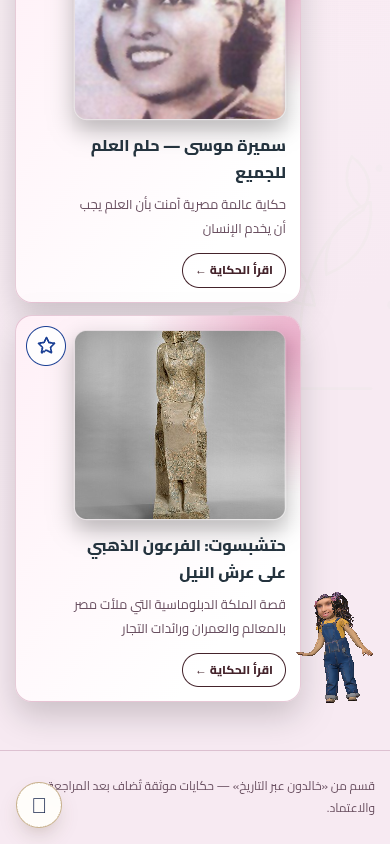 سميرة موسى — حلم العلم
للجميع
حكاية عالمة مصرية آمنت بأن العلم يجب
أن يخدم الإنسان
اقرأ الحكاية ←
حتشبسوت: الفرعون الذهبي
على عرش النيل
قصة الملكة الدبلوماسية التي ملأت مصر
بالمعالم والعمران ورائدات التجار
اقرأ الحكاية ←
قسم من «خالدون عبر التاريخ» — حكايات موثقة تُضاف بعد المراجعة
والاعتماد.